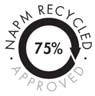 · NAPM RECYCLED ·
75%
APPROVED